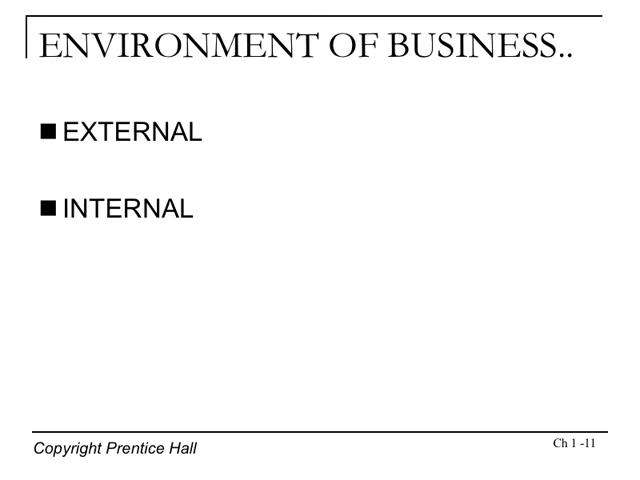 ENVIRONMENT OF BUSINESS..
EXTERNAL
INTERNAL
Copyright Prentice Hall
Ch 1 -11